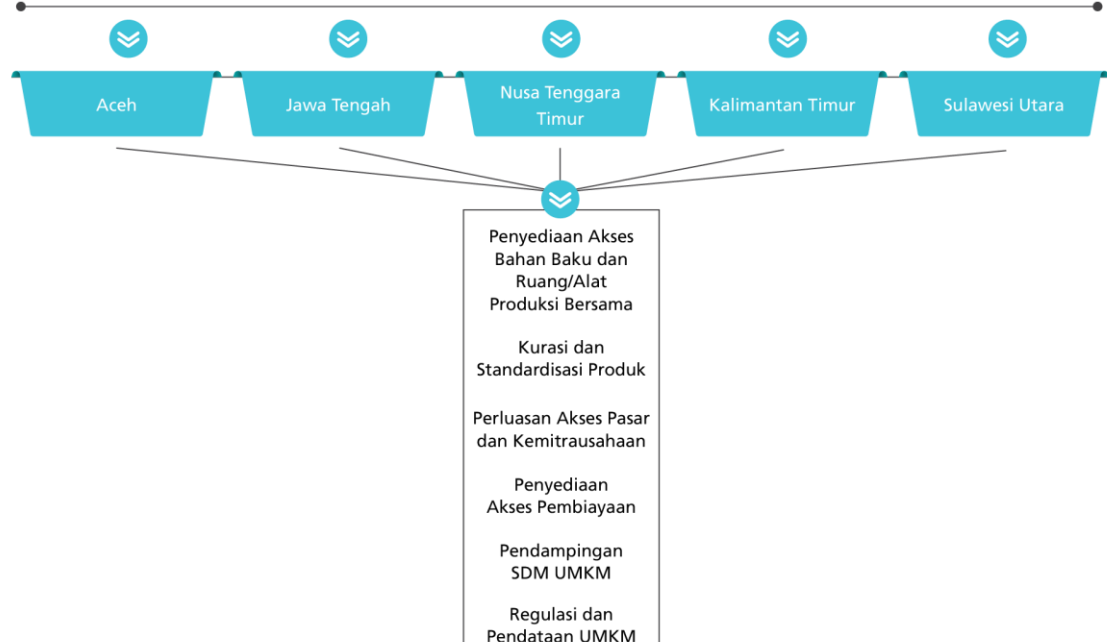 Aceh
Jawa Tengah
Nusa Tenggara
Timur
Kalimantan Timur
Sulawesi Utara
Penyediaan Akses
Bahan Baku dan
Ruang/Alat
Produksi Bersama
Kurasi dan
Standardisasi Produk
Perluasan Akses Pasar
dan Kemitrausahaan
Penyediaan
Akses Pembiayaan
Pendampingan
SDM UMKM
Regulasi dan
Pendataan UMKM